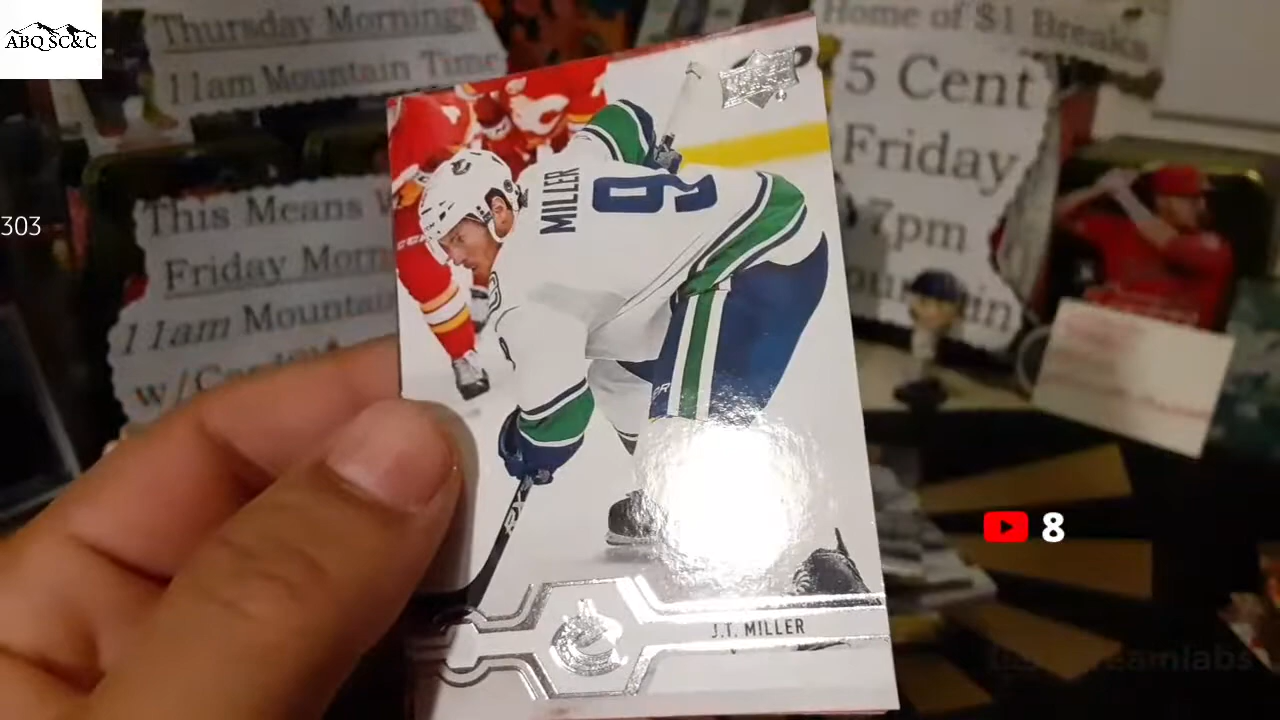 ABQ SC&C
Thursday Mornings
11am Mountain Time
Home of $1 Breaks
5 Cent
Friday
7pm
This Means
Friday Morn
11am Mountain
303
MILLER
9
8
J.T. MILLER